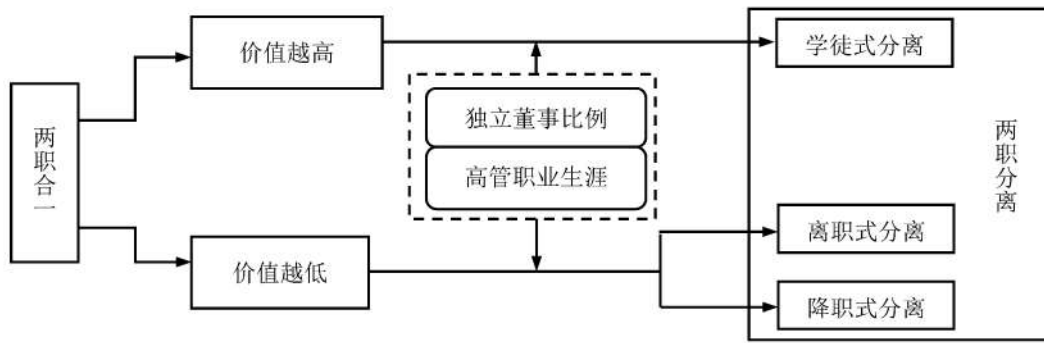 两职合一
价值越高
价值越低
独立董事比例
高管职业生涯
学徒式分离
离职式分离
降职式分离
两职分离